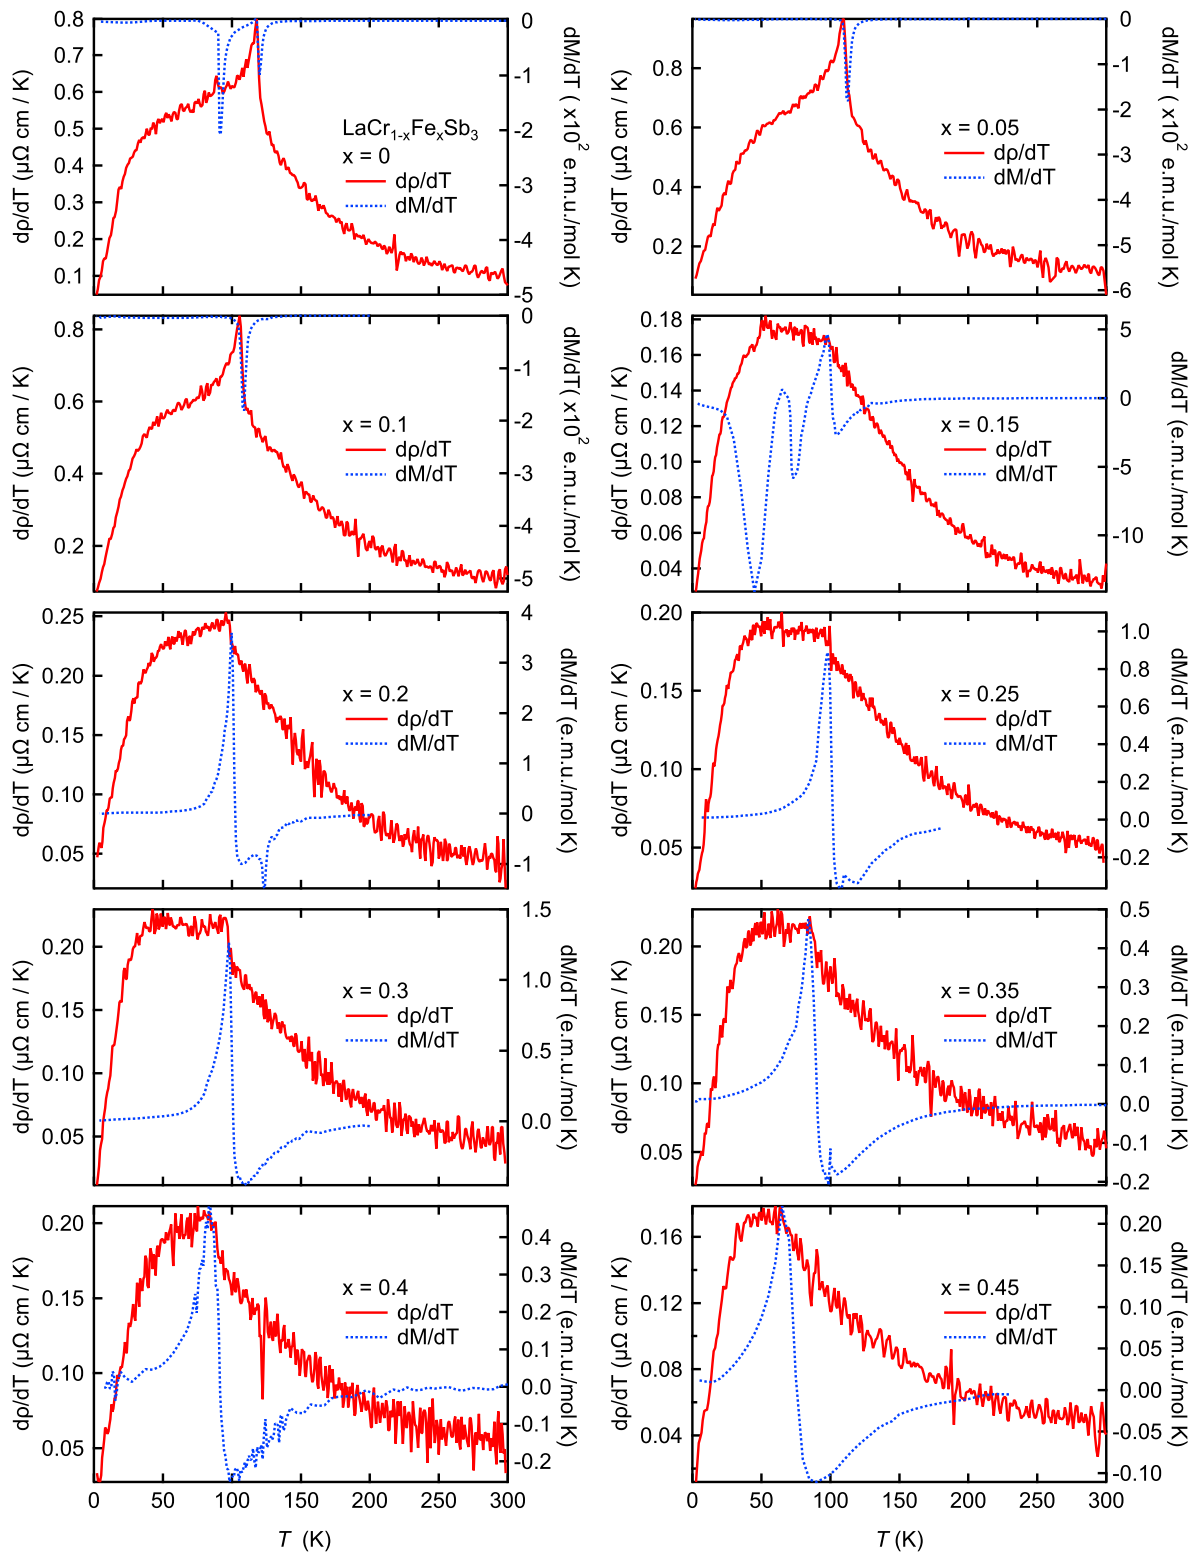 0.8
0.7
0.6
0.5
0.4
0.3
0.2
0.1
dρ/dT (μΩ cm / K)
0
-1
-2
-3
-4
-5
dM/dT ( x10² e.m.u./mol K)
LaCr₁₋ₓFeₓSb₃
x = 0
dρ/dT
dM/dT
0.8
0.6
0.4
0.2
dρ/dT (μΩ cm / K)
0
-1
-2
-3
-4
-5
-6
dM/dT ( x10² e.m.u./mol K)
x = 0.05
dρ/dT
dM/dT
0.8
0.6
0.4
0.2
dρ/dT (μΩ cm / K)
0
-1
-2
-3
-4
-5
dM/dT( x10² e.m.u./mol K)
x = 0.1
dρ/dT
dM/dT
0.18
0.16
0.14
0.12
0.10
0.08
0.06
0.04
dρ/dT (μΩ cm / K)
5
0
-5
-10
dM/dT (e.m.u./mol K)
x = 0.15
dρ/dT
dM/dT
0.25
0.20
0.15
0.10
0.05
dρ/dT (μΩ cm / K)
4
3
2
1
0
-1
dM/dT (e.m.u./mol K)
x = 0.2
dρ/dT
dM/dT
0.20
0.15
0.10
0.05
dρ/dT (μΩ cm / K)
1.0
0.8
0.6
0.4
0.2
0.0
-0.2
dM/dT (e.m.u./mol K)
x = 0.25
dρ/dT
dM/dT
0.20
0.15
0.10
0.05
dρ/dT (μΩ cm / K)
1.5
1.0
0.5
0.0
dM/dT (e.m.u./mol K)
x = 0.3
dρ/dT
dM/dT
0.20
0.15
0.10
0.05
dρ/dT (μΩ cm / K)
0.5
0.4
0.3
0.2
0.1
0.0
-0.1
-0.2
dM/dT (e.m.u./mol K)
x = 0.35
dρ/dT
dM/dT
0.20
0.15
0.10
0.05
dρ/dT (μΩ cm / K)
0.4
0.3
0.2
0.1
0.0
-0.1
-0.2
dM/dT (e.m.u./mol K)
x = 0.4
dρ/dT
dM/dT
0 50 100 150 200 250 300
T (K)
0.16
0.12
0.08
0.04
dρ/dT (μΩ cm / K)
0.20
0.15
0.10
0.05
0.00
-0.05
-0.10
dM/dT (e.m.u./mol K)
x = 0.45
dρ/dT
dM/dT
0 50 100 150 200 250 300
T (K)